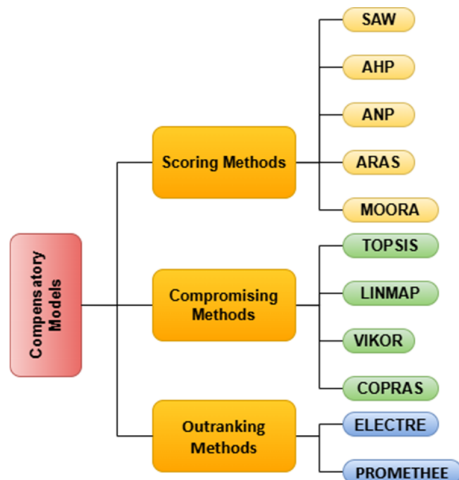 SAW
AHP
ANP
Scoring Methods
ARAS
MOORA
Compensatory
Models
TOPSIS
LINMAP
Compromising
Methods
VIKOR
COPRAS
Outranking
Methods
ELECTRE
PROMETHEE